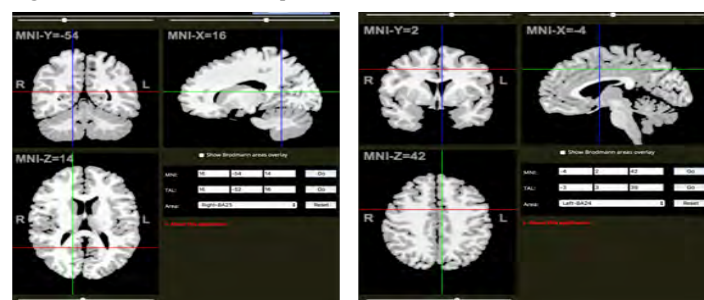 MNI-Y=-54
MNI-X=16
R
L
MNI-Z=14
Show Brodmann areas overlay
MNI: 16 -54 14 Go
TAL: 16 -52 16 Go
Area: Right-BA23 Reset
R
L
MNI-Y=2
MNI-X=-4
R
L
MNI-Z=42
Show Brodmann areas overlay
MNI: -4 2 42 Go
TAL: -3 3 Go
Area: Left-BA24 Reset
R
L